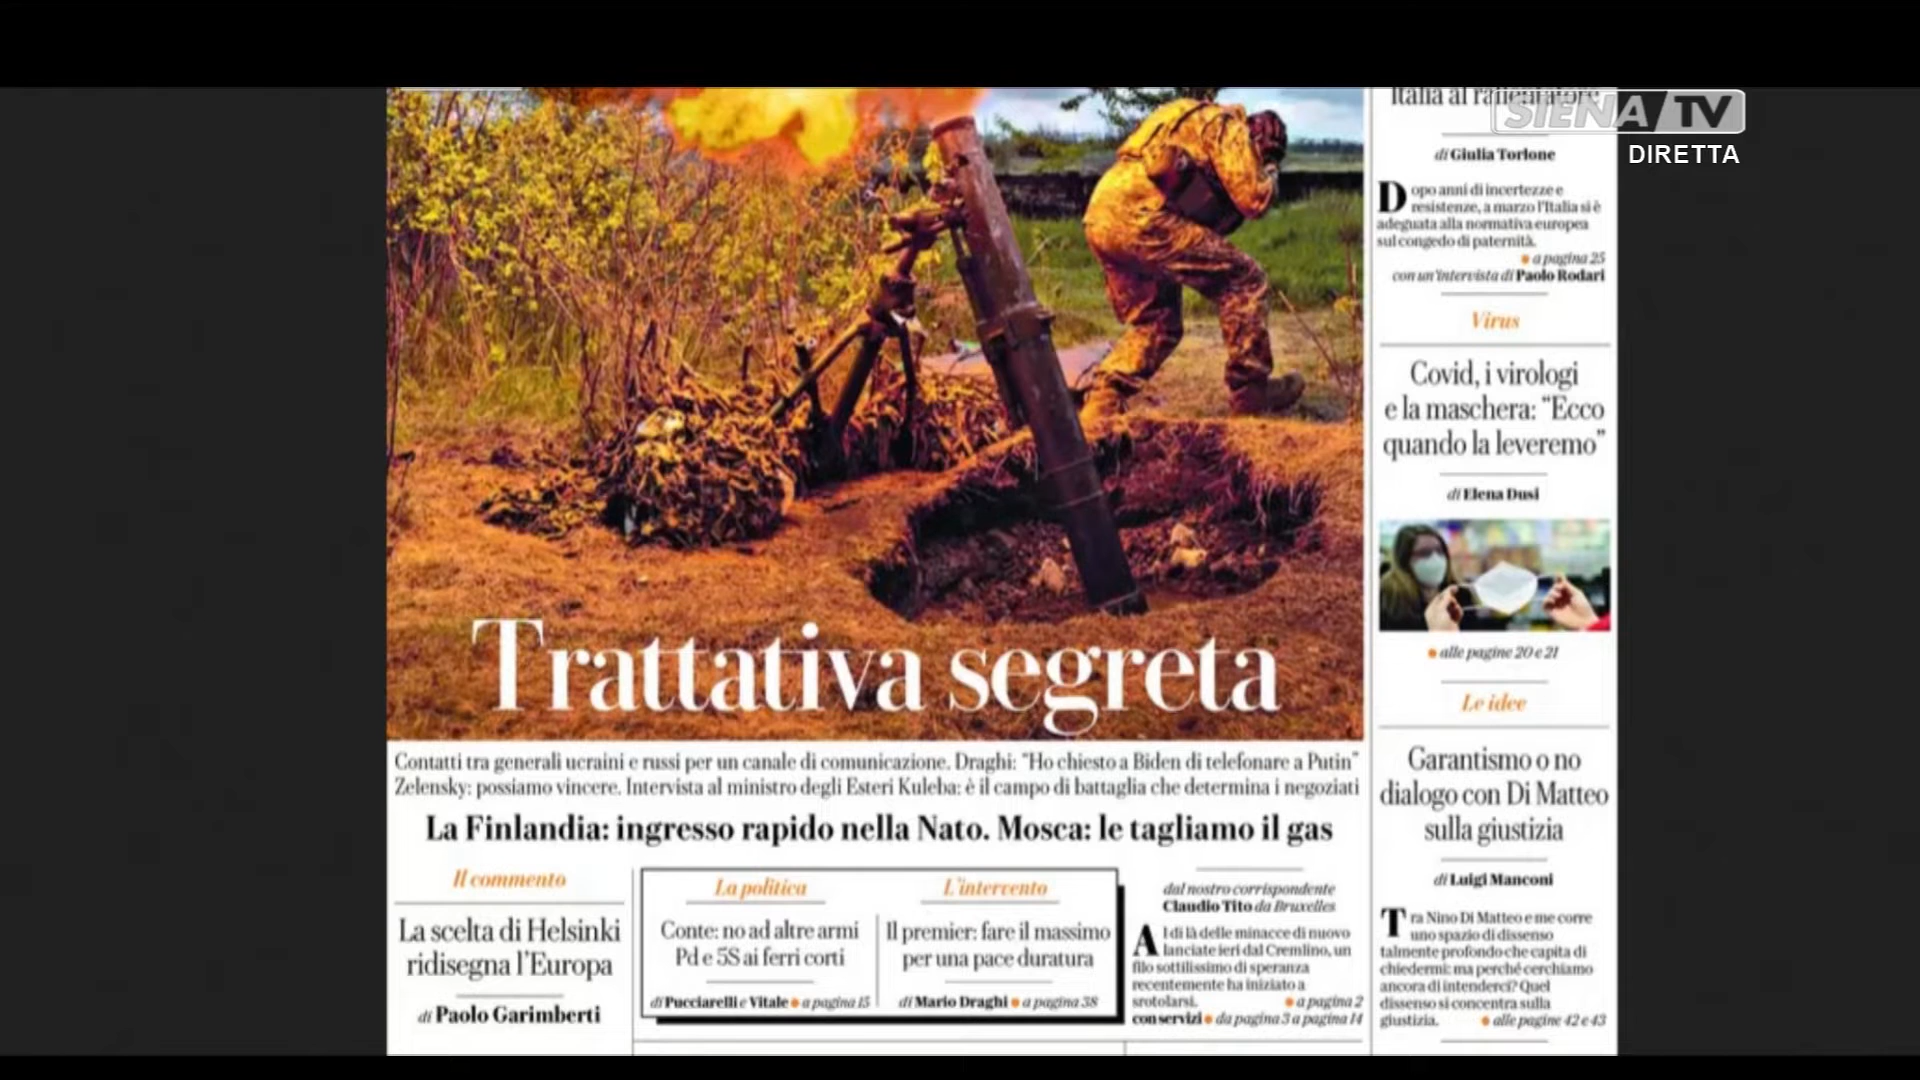 SIENA TV
DIRETTA
Trattativa segreta
Contatti tra generali ucraini e russi per un canale di comunicazione. Draghi: “Ho chiesto a Biden di telefonare a Putin”
Zelensky: possiamo vincere. Intervista al ministro degli Esteri Kuleba: è il campo di battaglia che determina i negoziati
La Finlandia: ingresso rapido nella Nato. Mosca: le tagliamo il gas
Il commento
La scelta di Helsinki
ridisegna l’Europa
di Paolo Garimberti
La politica
Conte: no ad altre armi
Pd e 5S ai ferri corti
di Pucciarelli e Vitale • a pagina 15
L’intervento
Il premier: fare il massimo
per una pace duratura
di Mario Draghi • a pagina 38
dal nostro corrispondente
Claudio Tito da Bruxelles
Al di là delle minacce di nuovo
lanciate ieri dal Cremlino, un
filo sottilissimo di speranza
recentemente ha iniziato a
srotolarsi. • a pagina 2
con servizi • da pagina 3 a pagina 14
Italia al rallentatore
di Giulia Torlone
Dopo anni di incertezze e
resistenze, a marzo l’Italia si è
adeguata alla normativa europea
sul congedo di paternità.
• a pagina 25
con un’intervista di Paolo Rodari
Virus
Covid, i virologi
e la maschera: “Ecco
quando la leveremo”
di Elena Dusi
• alle pagine 20 e 21
Le idee
Garantismo o no
dialogo con Di Matteo
sulla giustizia
di Luigi Manconi
Tra Nino Di Matteo e me corre
uno spazio di dissenso
talmente profondo che capita di
chiedermi: ma perché cerchiamo
ancora di intenderci? Quel
dissenso si concentra sulla
giustizia. • alle pagine 42 e 43